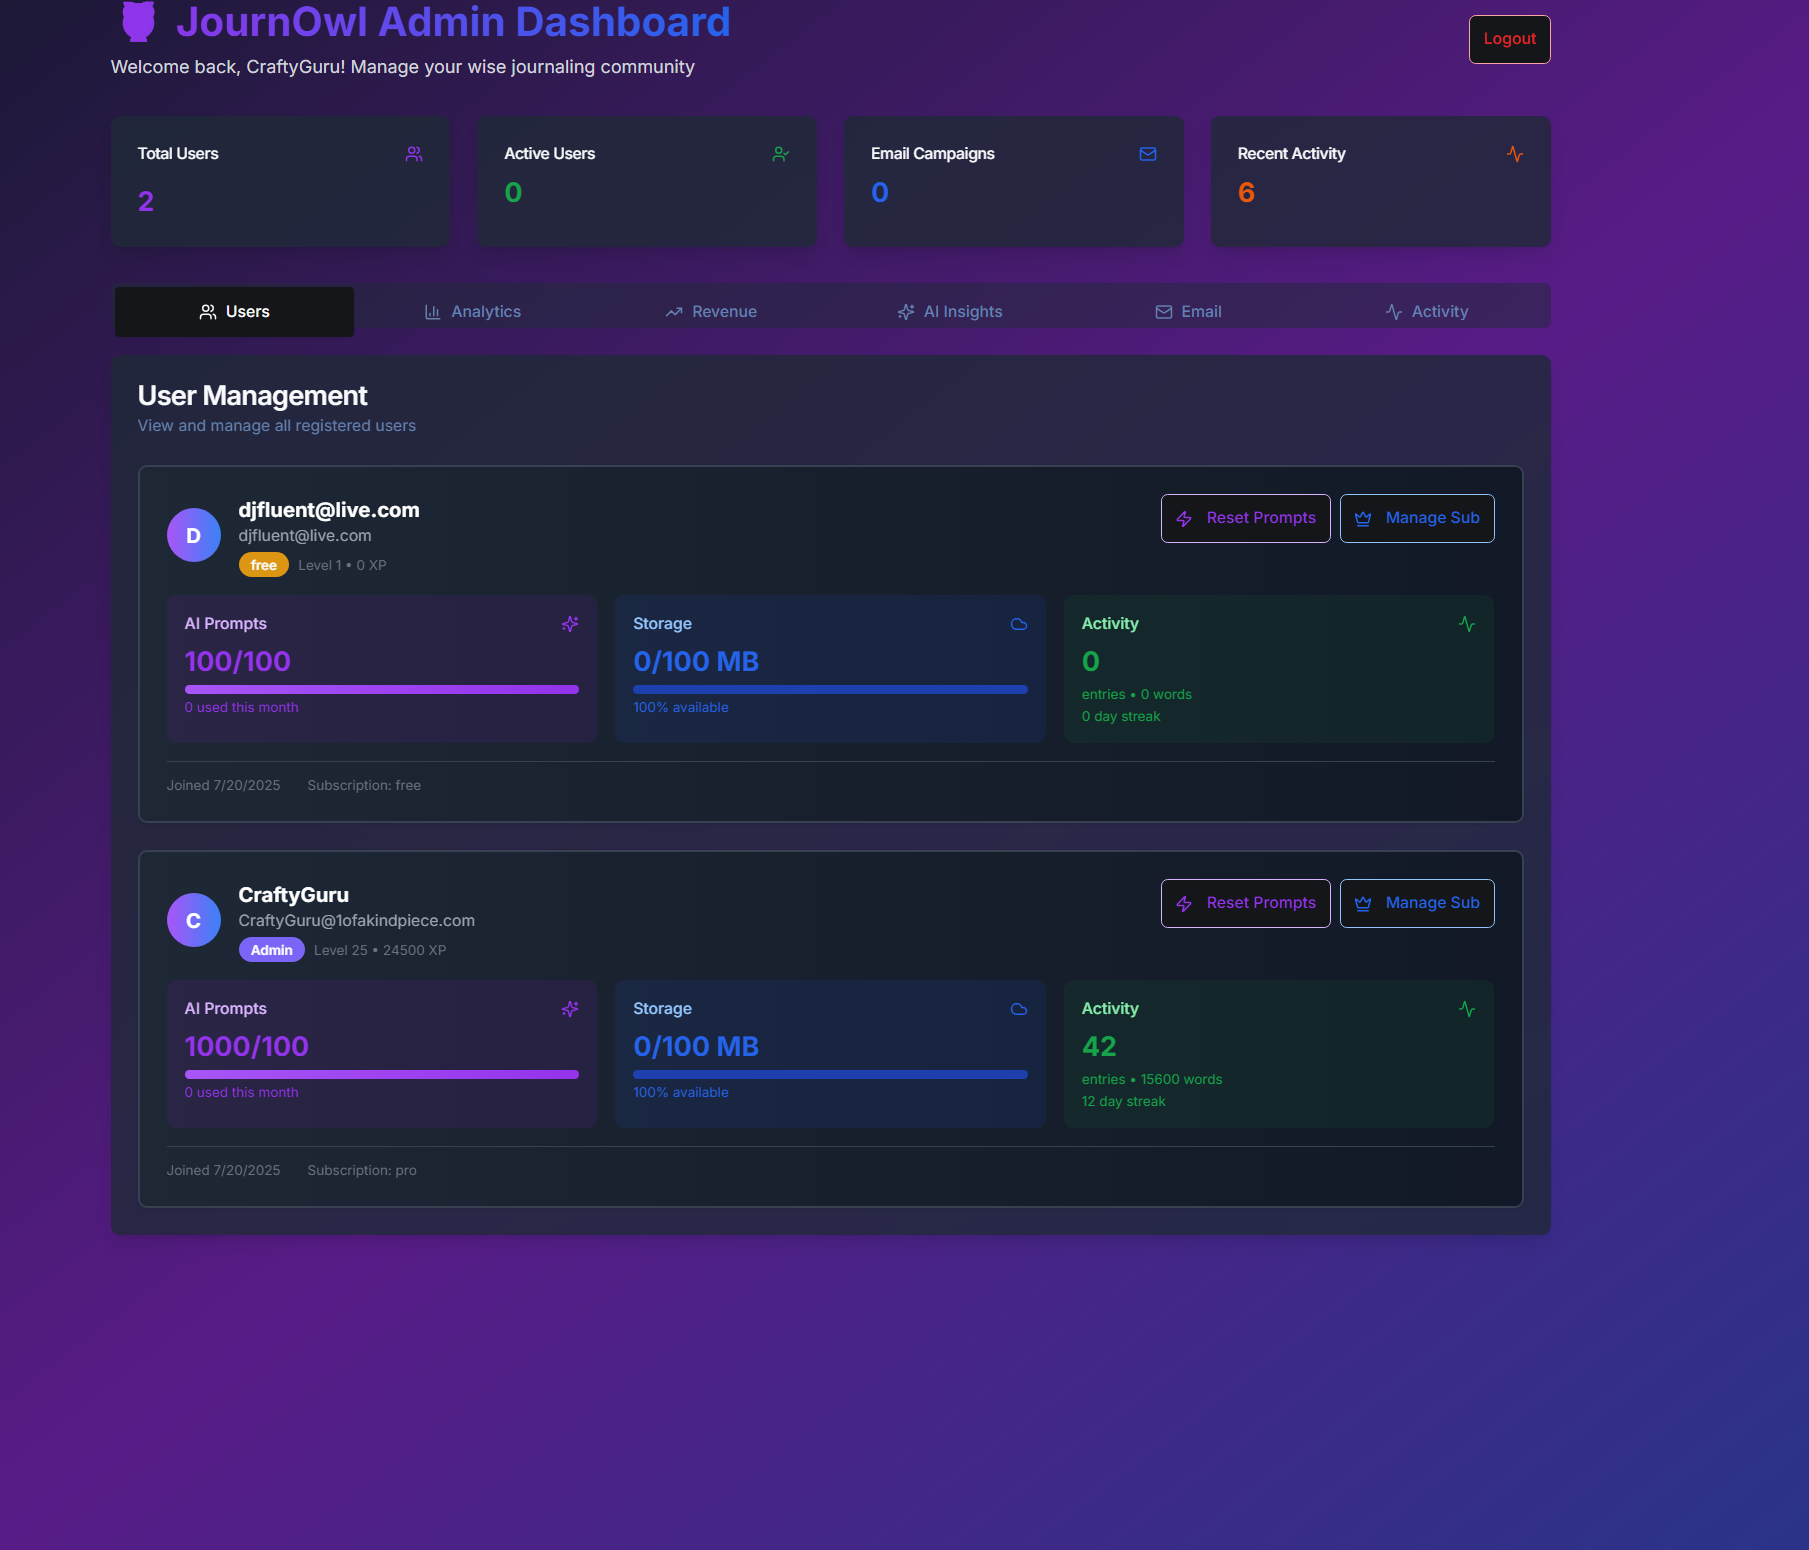 JournOwl Admin Dashboard
Welcome back, CraftyGuru! Manage your wise journaling community
Logout
Total Users
2
Active Users
0
Email Campaigns
0
Recent Activity
6
Users
Analytics
Revenue
AI Insights
Email
Activity
User Management
View and manage all registered users
D
djfluent@live.com
djfluent@live.com
free Level 1 • 0 XP
Reset Prompts
Manage Sub
AI Prompts
100/100
0 used this month
Storage
0/100 MB
100% available
Activity
0
entries • 0 words
0 day streak
Joined 7/20/2025 Subscription: free
C
CraftyGuru
CraftyGuru@1ofakindpiece.com
Admin Level 25 • 24500 XP
Reset Prompts
Manage Sub
AI Prompts
1000/100
0 used this month
Storage
0/100 MB
100% available
Activity
42
entries • 15600 words
12 day streak
Joined 7/20/2025 Subscription: pro